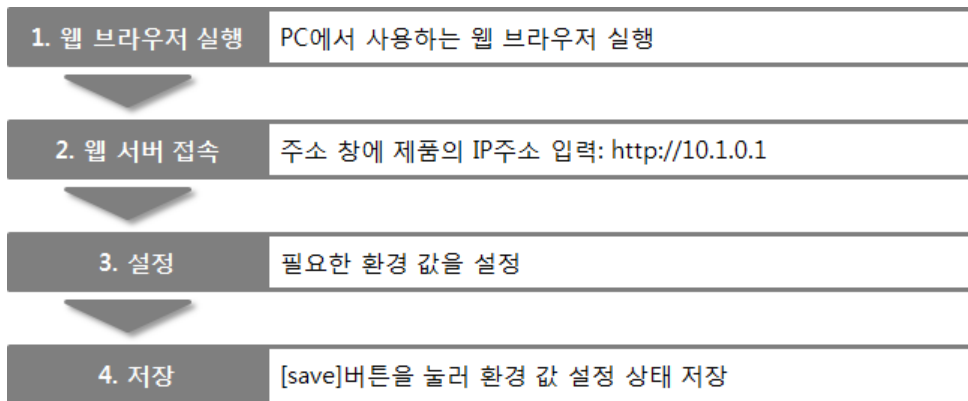 1. 웹 브라우저 실행 PC에서 사용하는 웹 브라우저 실행
2. 웹 서버 접속 주소 창에 제품의 IP주소 입력: http://10.1.0.1
3. 설정 필요한 환경 값을 설정
4. 저장 [save]버튼을 눌러 환경 값 설정 상태 저장